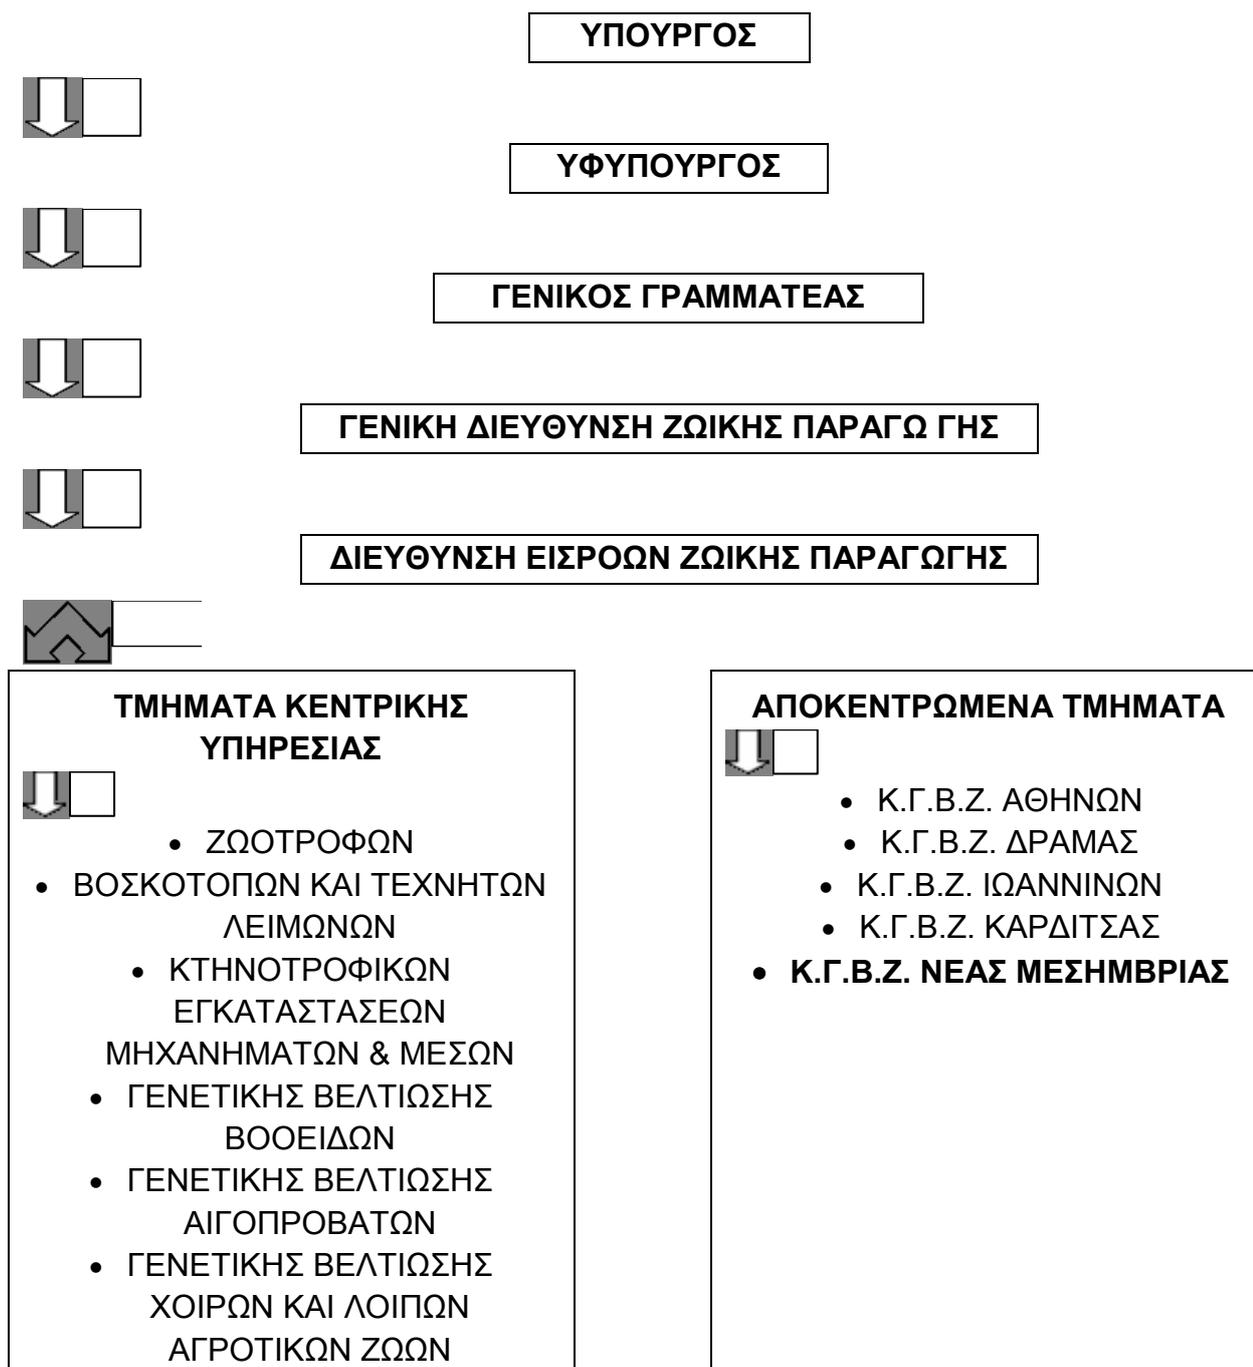 ΥΠΟΥΡΓΟΣ
ΥΦΥΠΟΥΡΓΟΣ
ΓΕΝΙΚΟΣ ΓΡΑΜΜΑΤΕΑΣ
ΓΕΝΙΚΗ ΔΙΕΥΘΥΝΣΗ ΖΩΙΚΗΣ ΠΑΡΑΓΩ ΓΗΣ
ΔΙΕΥΘΥΝΣΗ ΕΙΣΡΟΩΝ ΖΩΙΚΗΣ ΠΑΡΑΓΩΓΗΣ
ΤΜΗΜΑΤΑ ΚΕΝΤΡΙΚΗΣ
ΥΠΗΡΕΣΙΑΣ
• ΖΩΟΤΡΟΦΩΝ
• ΒΟΣΚΟΤΟΠΩΝ ΚΑΙ ΤΕΧΝΗΤΩΝ
ΛΕΙΜΩΝΩΝ
• ΚΤΗΝΟΤΡΟΦΙΚΩΝ
ΕΓΚΑΤΑΣΤΑΣΕΩΝ
ΜΗΧΑΝΗΜΑΤΩΝ & ΜΕΣΩΝ
• ΓΕΝΕΤΙΚΗΣ ΒΕΛΤΙΩΣΗΣ
ΒΟΟΕΙΔΩΝ
• ΓΕΝΕΤΙΚΗΣ ΒΕΛΤΙΩΣΗΣ
ΑΙΓΟΠΡΟΒΑΤΩΝ
• ΓΕΝΕΤΙΚΗΣ ΒΕΛΤΙΩΣΗΣ
ΧΟΙΡΩΝ ΚΑΙ ΛΟΙΠΩΝ
ΑΓΡΟΤΙΚΩΝ ΖΩΩΝ
ΑΠΟΚΕΝΤΡΩΜΕΝΑ ΤΜΗΜΑΤΑ
• Κ.Γ.Β.Ζ. ΑΘΗΝΩΝ
• Κ.Γ.Β.Ζ. ΔΡΑΜΑΣ
• Κ.Γ.Β.Ζ. ΙΩΑΝΝΙΝΩΝ
• Κ.Γ.Β.Ζ. ΚΑΡΔΙΤΣΑΣ
• Κ.Γ.Β.Ζ. ΝΕΑΣ ΜΕΣΗΜΒΡΙΑΣ